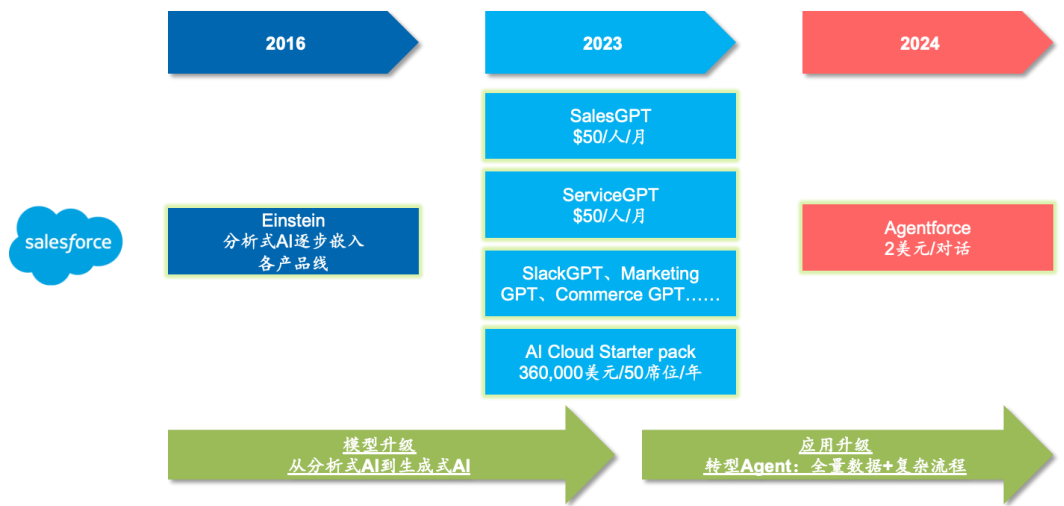 2016
2023
2024
SalesGPT
$50/人/月
ServiceGPT
$50/人/月
salesforce
Einstein
分析式AI逐步嵌入
各产品线
Agentforce
2美元/对话
SlackGPT、Marketing
GPT、Commerce GPT……
AI Cloud Starter pack
360,000美元/50席位/年
模型升级
从分析式AI到生成式AI
应用升级
转型Agent：全量数据+复杂流程